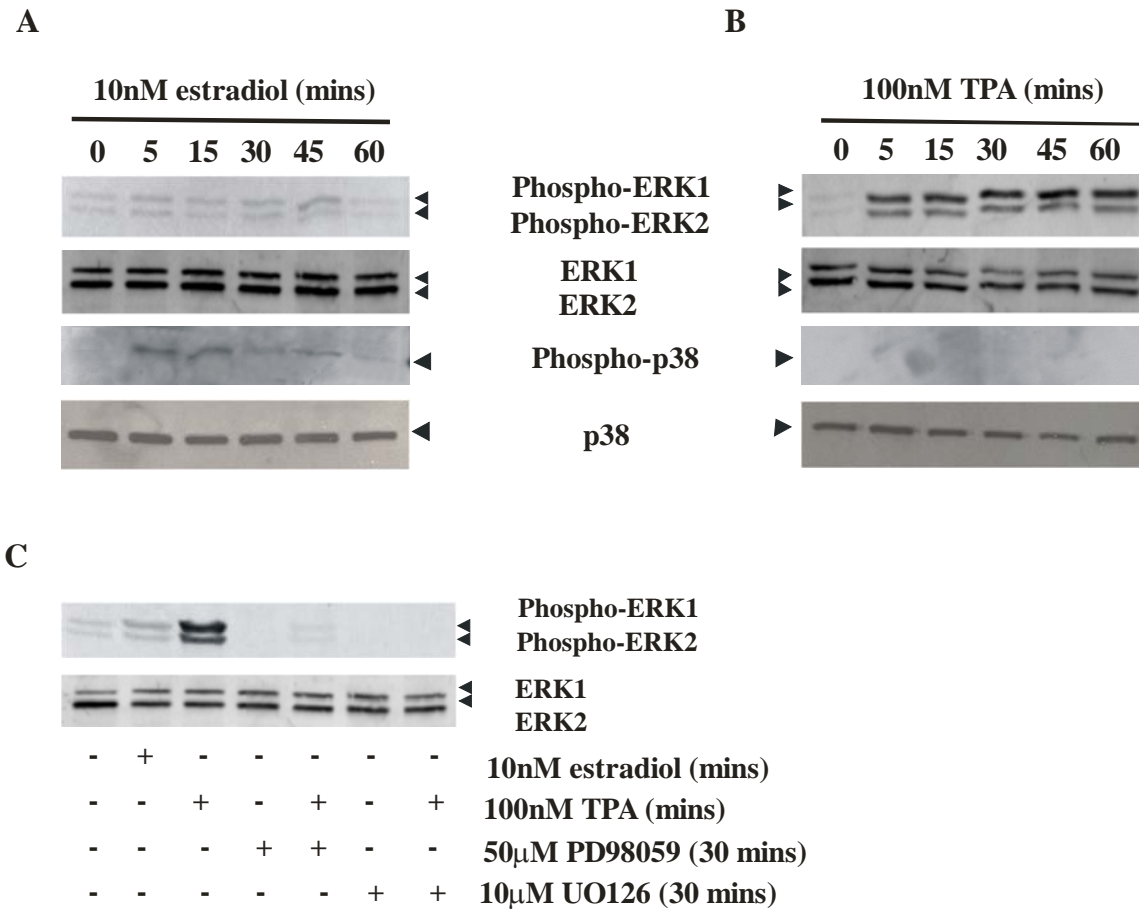 A
B
10nM estradiol (mins)
100nM TPA (mins)
0 5 15 30 45 60
0 5 15 30 45 60
Phospho-ERK1
Phospho-ERK2
ERK1
ERK2
Phospho-p38
p38
C
Phospho-ERK1
Phospho-ERK2
ERK1
ERK2
- + - - - - - 10nM estradiol (mins)
- - + - + - + 100nM TPA (mins)
- - - + + - - 50μM PD98059 (30 mins)
- - - - - + + 10μM UO126 (30 mins)